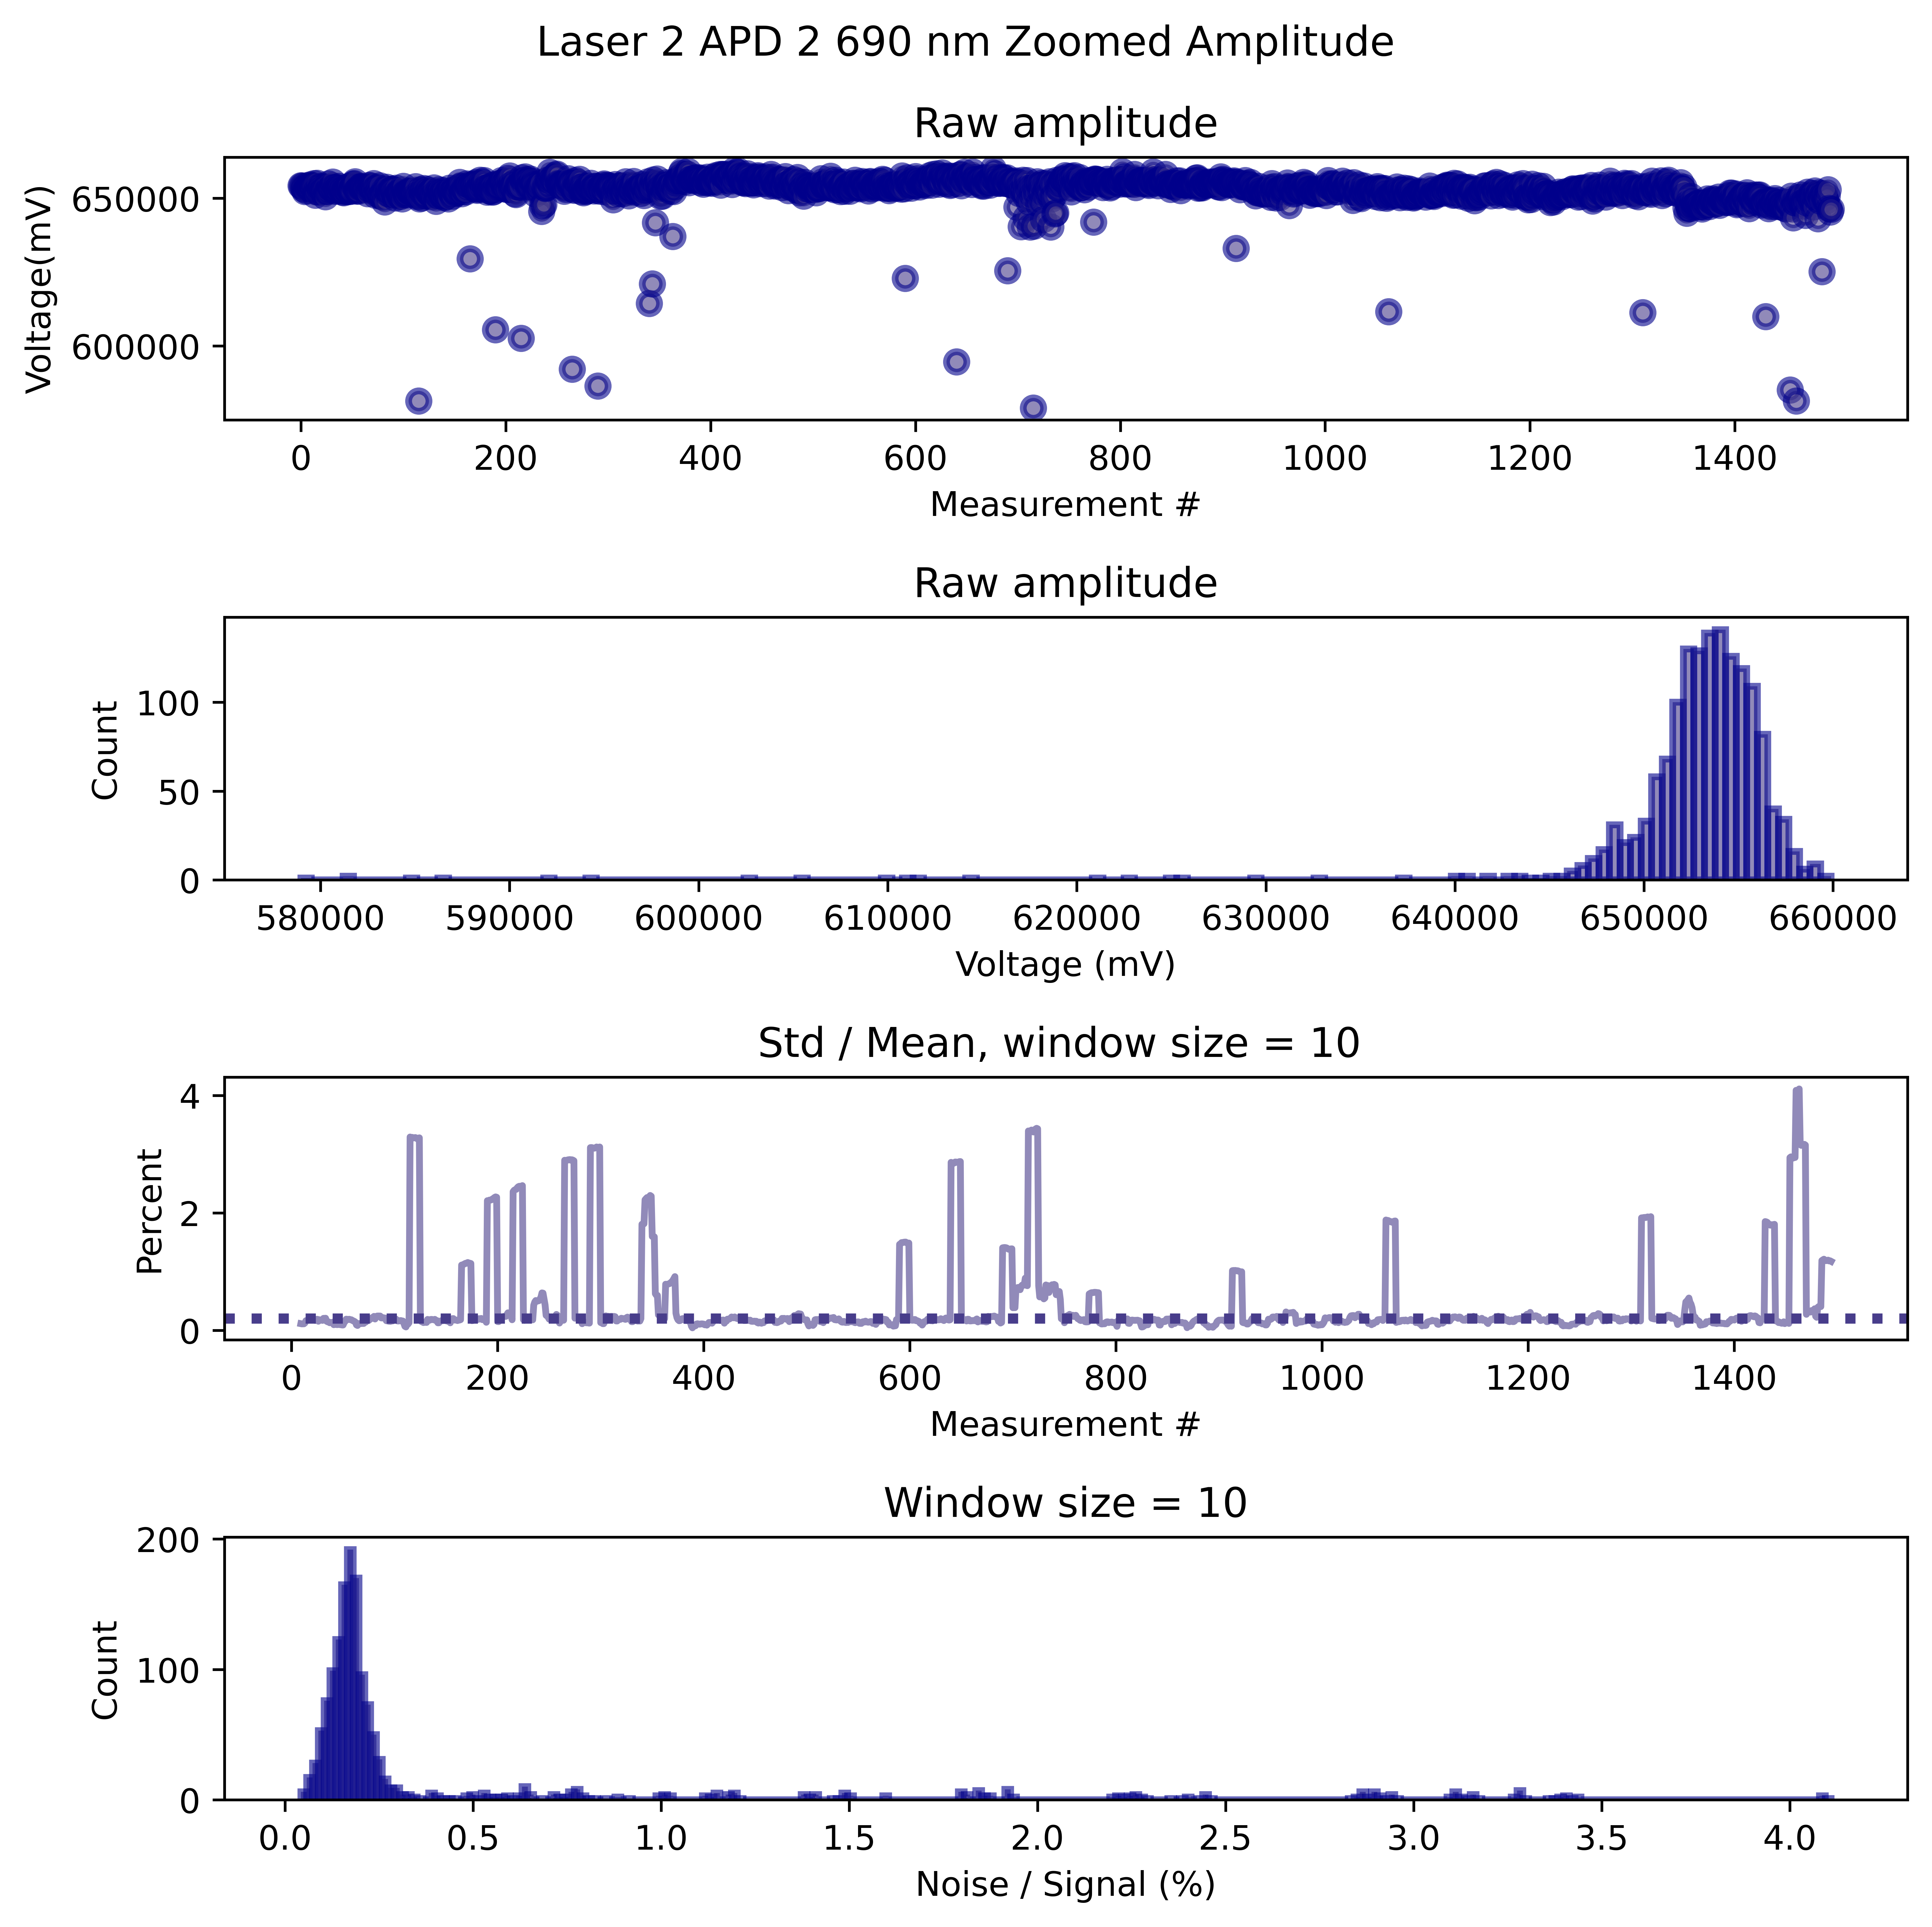 Laser 2 APD 2 690 nm Zoomed Amplitude
Raw amplitude
Voltage(mV)
650000
600000
0 200 400 600 800 1000 1200 1400
Measurement #
Raw amplitude
Count
100
50
0
580000 590000 600000 610000 620000 630000 640000 650000 660000
Voltage (mV)
Std / Mean, window size = 10
Percent
4
2
0
0 200 400 600 800 1000 1200 1400
Measurement #
Window size = 10
Count
200
100
0
0.0 0.5 1.0 1.5 2.0 2.5 3.0 3.5 4.0
Noise / Signal (%)